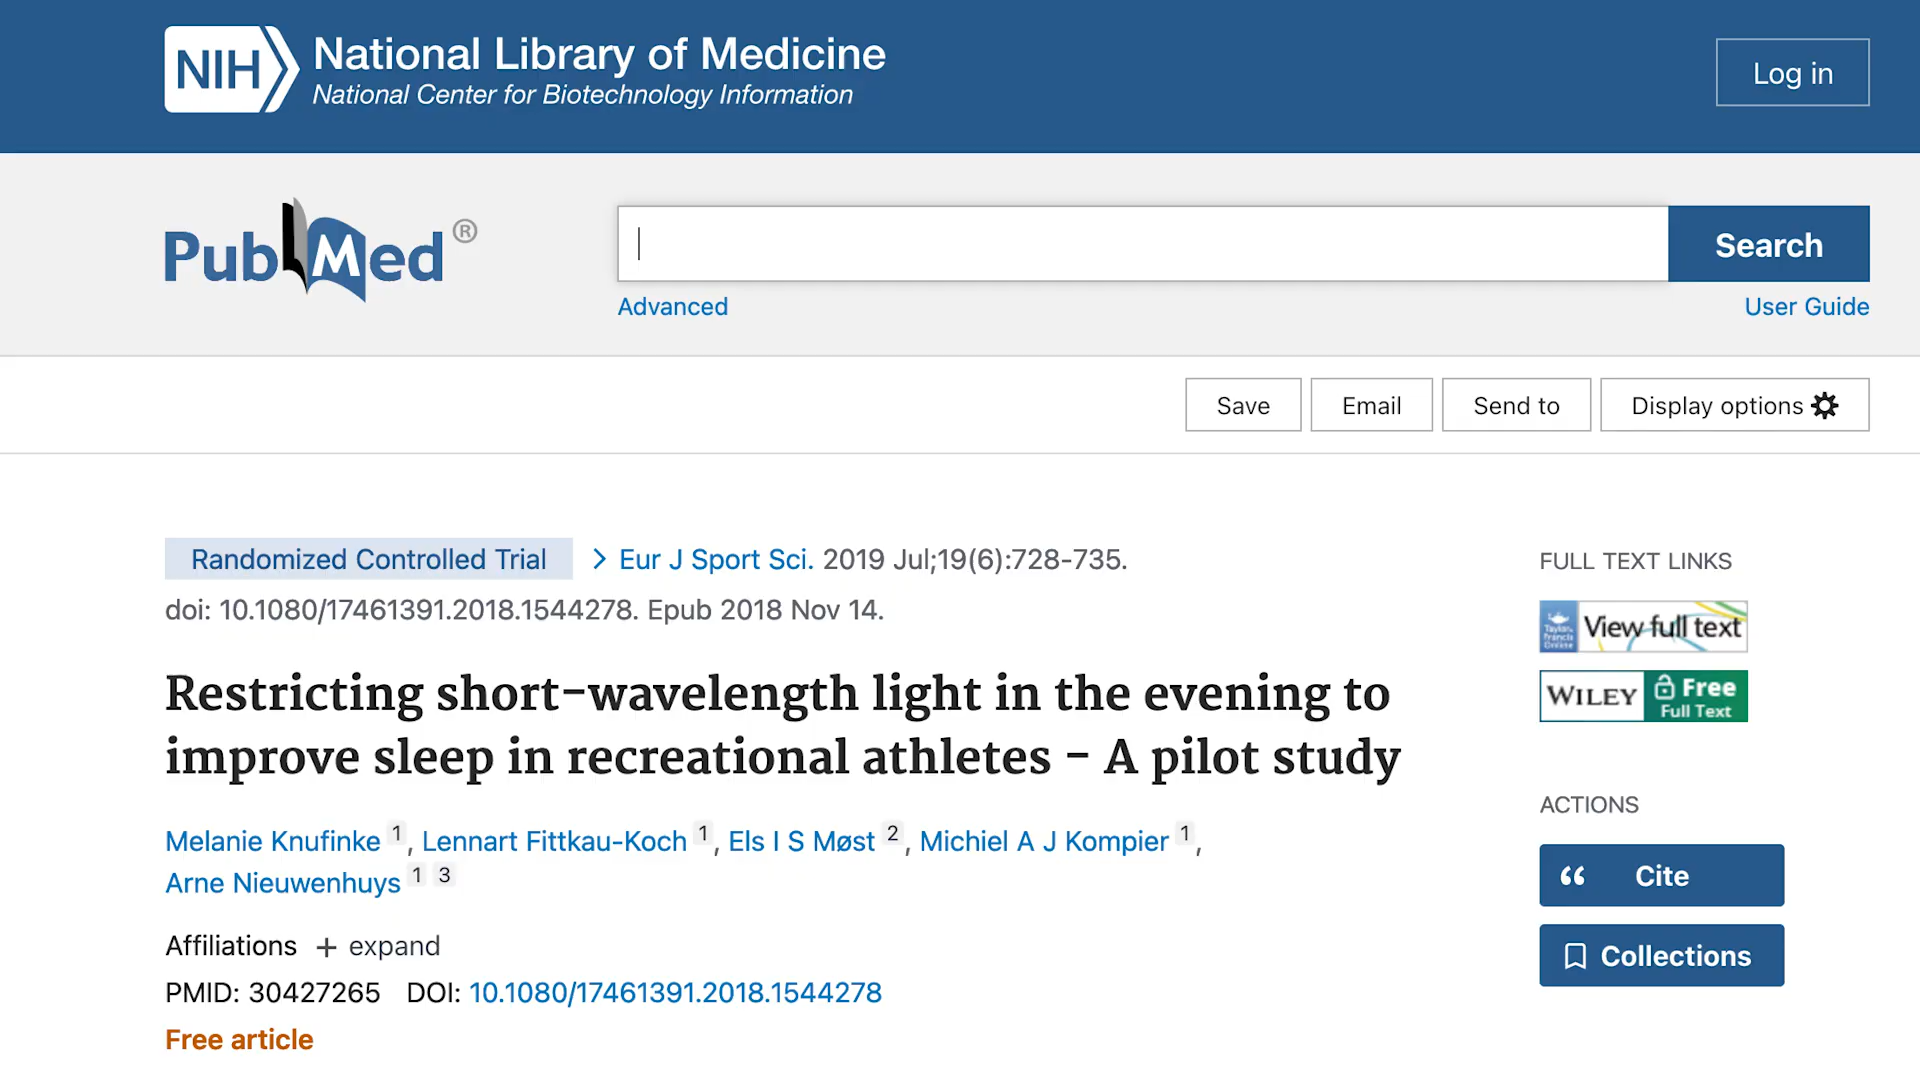 NIH National Library of Medicine
National Center for Biotechnology Information
Log in
PubMed®
Search
Advanced
User Guide
Save
Email
Send to
Display options
Randomized Controlled Trial > Eur J Sport Sci. 2019 Jul;19(6):728-735.
doi: 10.1080/17461391.2018.1544278. Epub 2018 Nov 14.
Restricting short-wavelength light in the evening to
improve sleep in recreational athletes - A pilot study
Melanie Knufinke 1, Lennart Fittkau-Koch 1, Els I S Møst 2, Michiel A J Kompier 1,
Arne Nieuwenhuys 1 3
Affiliations + expand
PMID: 30427265 DOI: 10.1080/17461391.2018.1544278
Free article
FULL TEXT LINKS
Taylor & Francis Online View full text
WILEY Free
Full Text
ACTIONS
Cite
Collections